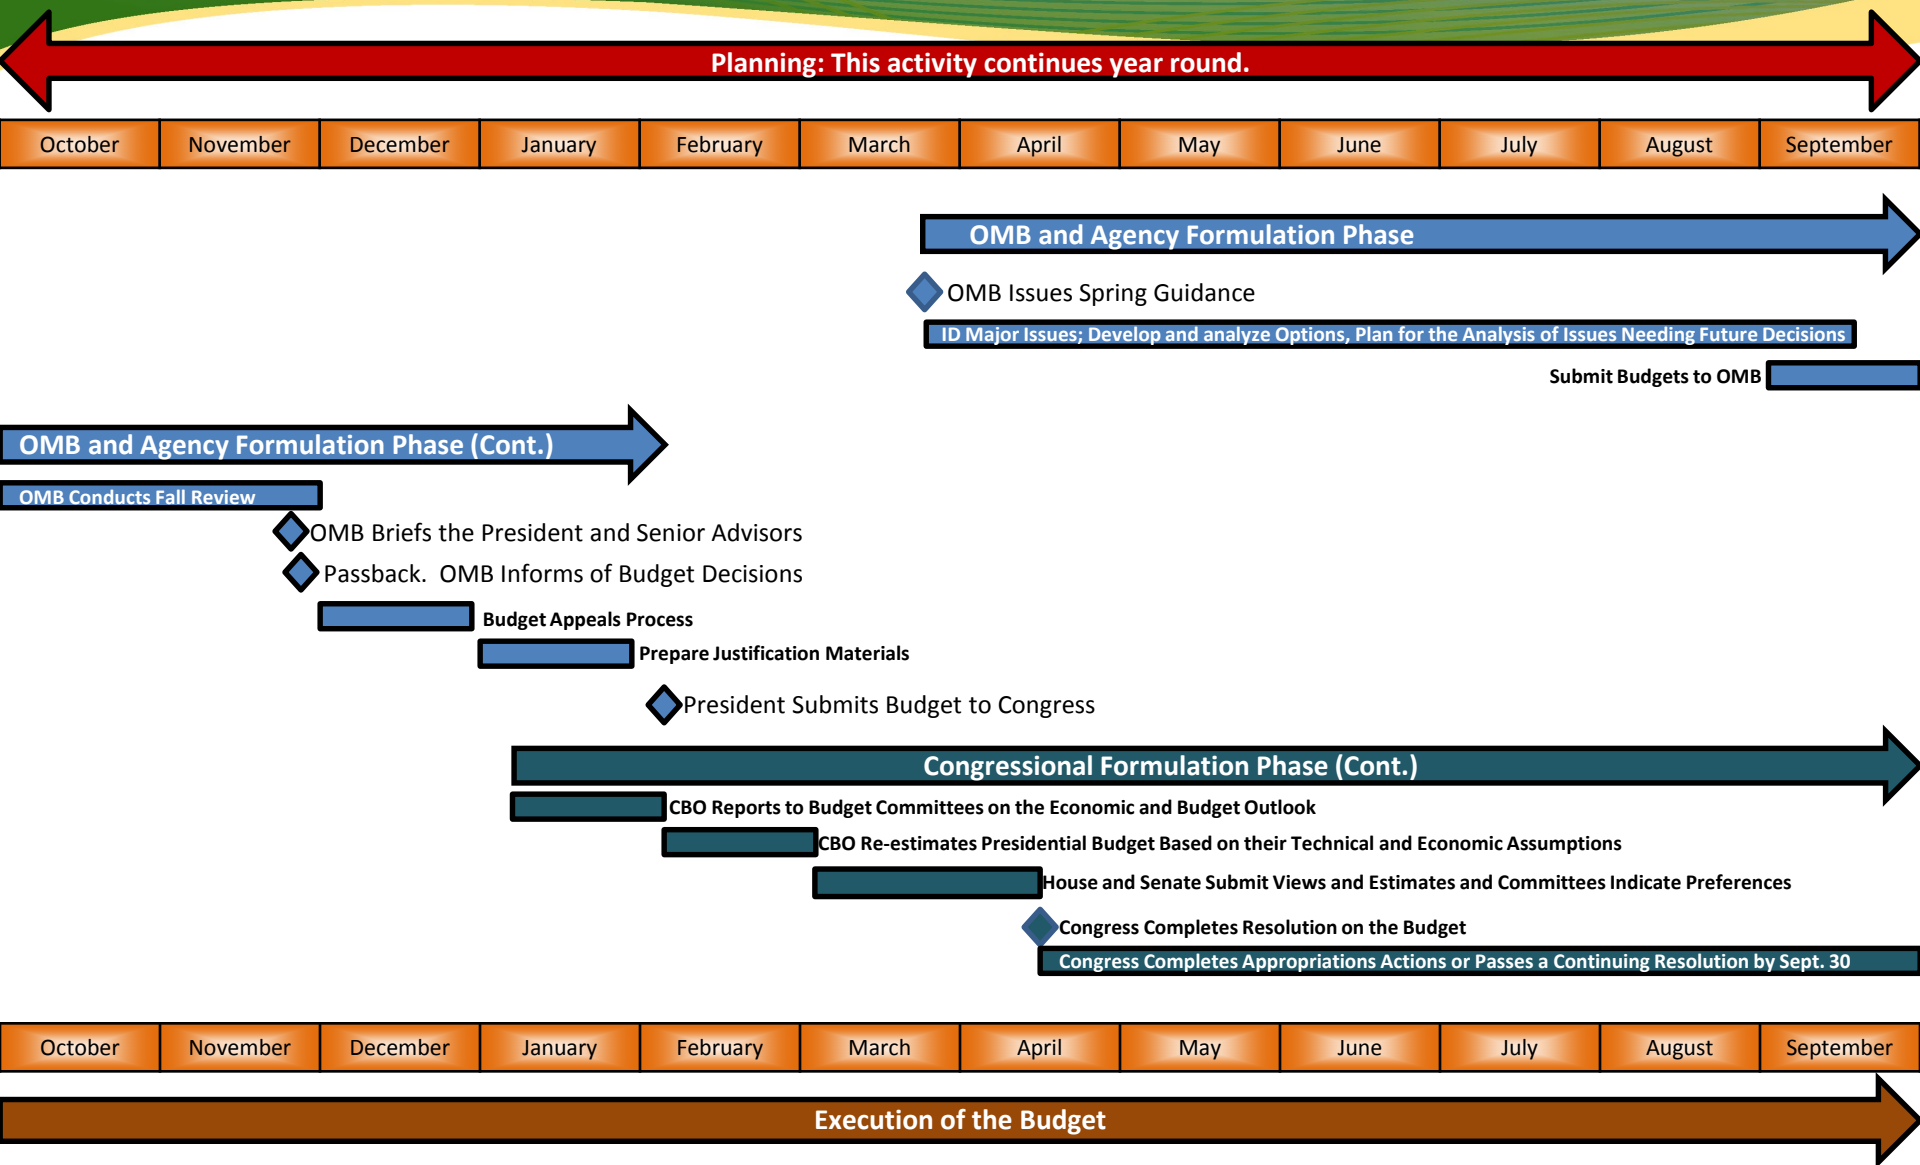 Planning: This activity continues year round.
October November December January February March April May June July August September
OMB and Agency Formulation Phase
OMB Issues Spring Guidance
ID Major Issues; Develop and analyze Options, Plan for the Analysis of Issues Needing Future Decisions
Submit Budgets to OMB
OMB and Agency Formulation Phase (Cont.)
OMB Conducts Fall Review
OMB Briefs the President and Senior Advisors
Passback. OMB Informs of Budget Decisions
Budget Appeals Process
Prepare Justification Materials
President Submits Budget to Congress
Congressional Formulation Phase (Cont.)
CBO Reports to Budget Committees on the Economic and Budget Outlook
CBO Re-estimates Presidential Budget Based on their Technical and Economic Assumptions
House and Senate Submit Views and Estimates and Committees Indicate Preferences
Congress Completes Resolution on the Budget
Congress Completes Appropriations Actions or Passes a Continuing Resolution by Sept. 30
October November December January February March April May June July August September
Execution of the Budget